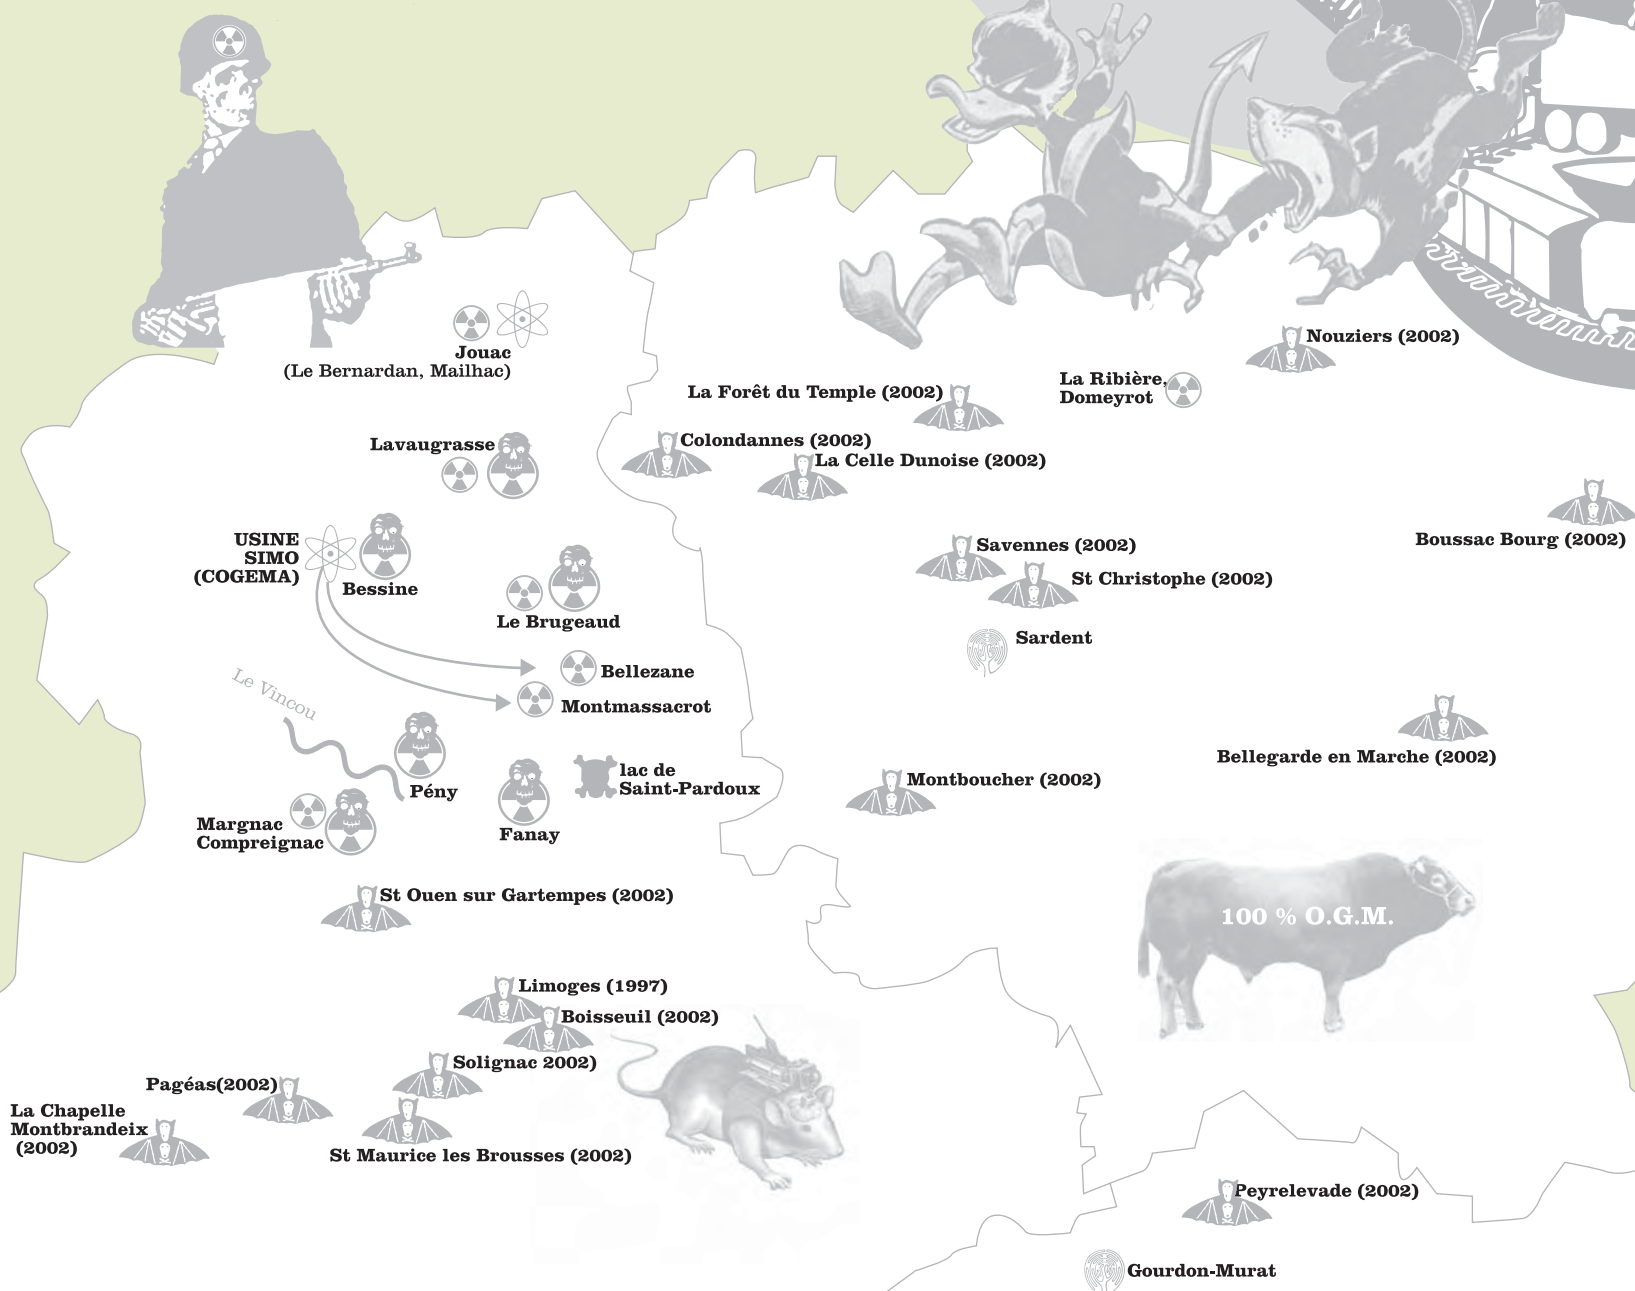 Nouziers (2002)
Jouac
(Le Bernardan, Mailhac)
La Ribière,
Domeyrot
La Forêt du Temple (2002)
Lavaugrasse
Colondannes (2002)
La Celle Dunoise (2002)
USINE
SIMO
(COGEMA)
Bessine
Boussac Bourg (2002)
Savennes (2002)
St Christophe (2002)
Le Brugeaud
Sardent
Bellezane
Le Vincou
Montmassacrot
Bellegarde en Marche (2002)
lac de
Saint-Pardoux
Montboucher (2002)
Pény
Margnac
Compreignac
Fanay
St Ouen sur Gartempes (2002)
100 % O.G.M.
Limoges (1997)
Boisseuil (2002)
Solignac 2002)
Pagéas(2002)
La Chapelle
Montbrandeix
(2002)
St Maurice les Brousses (2002)
Peyrelevade (2002)
Gourdon-Murat